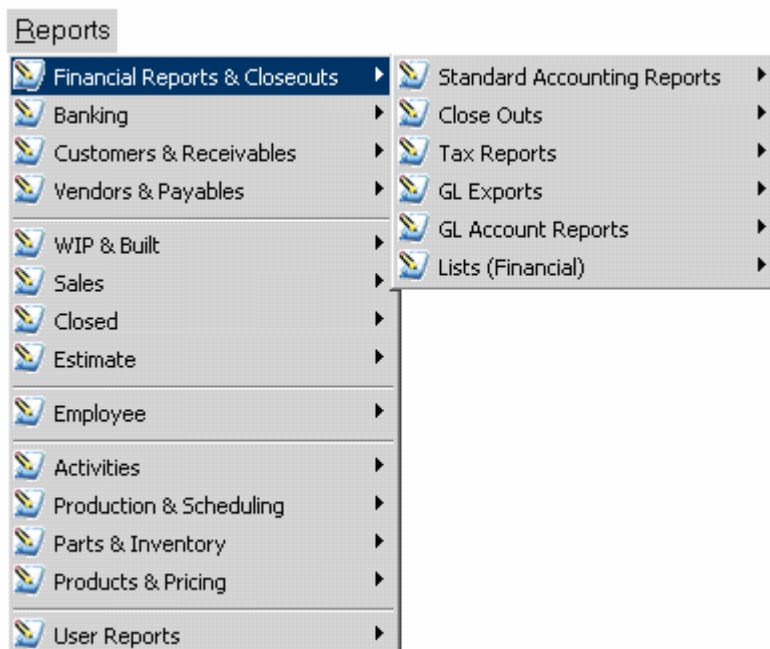 Reports
Financial Reports & Closeouts
Banking
Customers & Receivables
Vendors & Payables
WIP & Built
Sales
Closed
Estimate
Employee
Activities
Production & Scheduling
Parts & Inventory
Products & Pricing
User Reports
Standard Accounting Reports
Close Outs
Tax Reports
GL Exports
GL Account Reports
Lists (Financial)